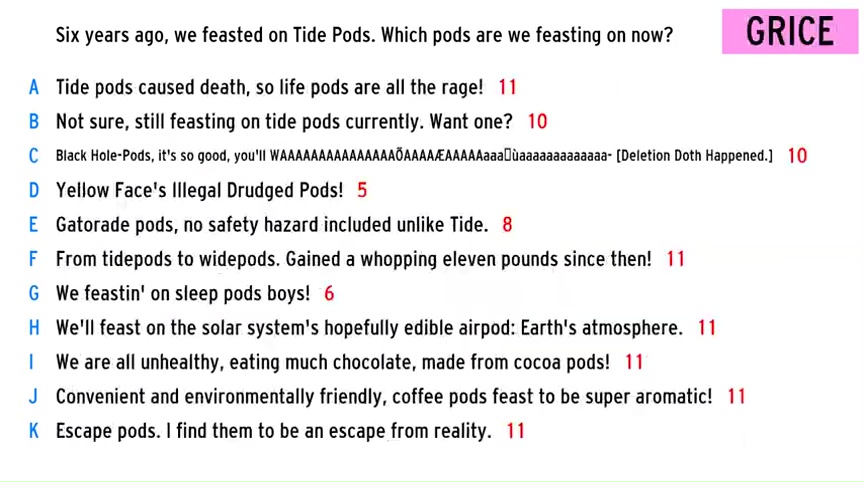 Six years ago, we feasted on Tide Pods. Which pods are we feasting on now?
GRICE
A Tide pods caused death, so life pods are all the rage! 11
B Not sure, still feasting on tide pods currently. Want one? 10
C Black Hole-Pods, it's so good, you'll WAAAAAAAAAAAAAAAÕAAAAÆAAAAAaaa▯ùaaaaaaaaaaaaa- [Deletion Doth Happened.] 10
D Yellow Face's Illegal Drudged Pods! 5
E Gatorade pods, no safety hazard included unlike Tide. 8
F From tidepods to widepods. Gained a whopping eleven pounds since then! 11
G We feastin' on sleep pods boys! 6
H We'll feast on the solar system's hopefully edible airpod: Earth's atmosphere. 11
I We are all unhealthy, eating much chocolate, made from cocoa pods! 11
J Convenient and environmentally friendly, coffee pods feast to be super aromatic! 11
K Escape pods. I find them to be an escape from reality. 11